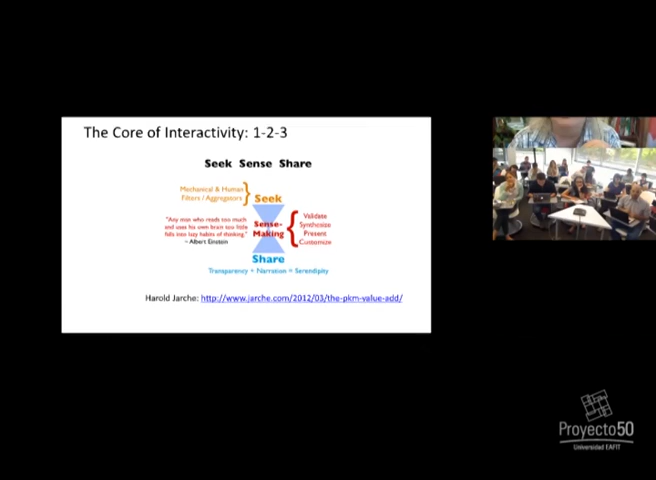 The Core of Interactivity: 1-2-3
Seek Sense Share
Mechanical & Human
Filters / Aggregators
Seek
"Any man who reads too much
and uses his own brain too little
falls into lazy habits of thinking."
~ Albert Einstein
Sense-
Making
Validate
Synthesize
Present
Customize
Share
Transparency + Narration = Serendipity
Harold Jarche: http://www.jarche.com/2012/03/the-pkm-value-add/
Proyecto50
Universidad EAFIT